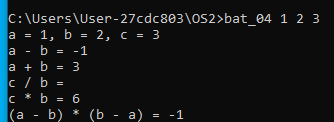 C:\Users\User-27cdc803\OS2>bat_04 1 2 3
a = 1, b = 2, c = 3
a - b = -1
a + b = 3
c / b =
c * b = 6
(a - b) * (b - a) = -1